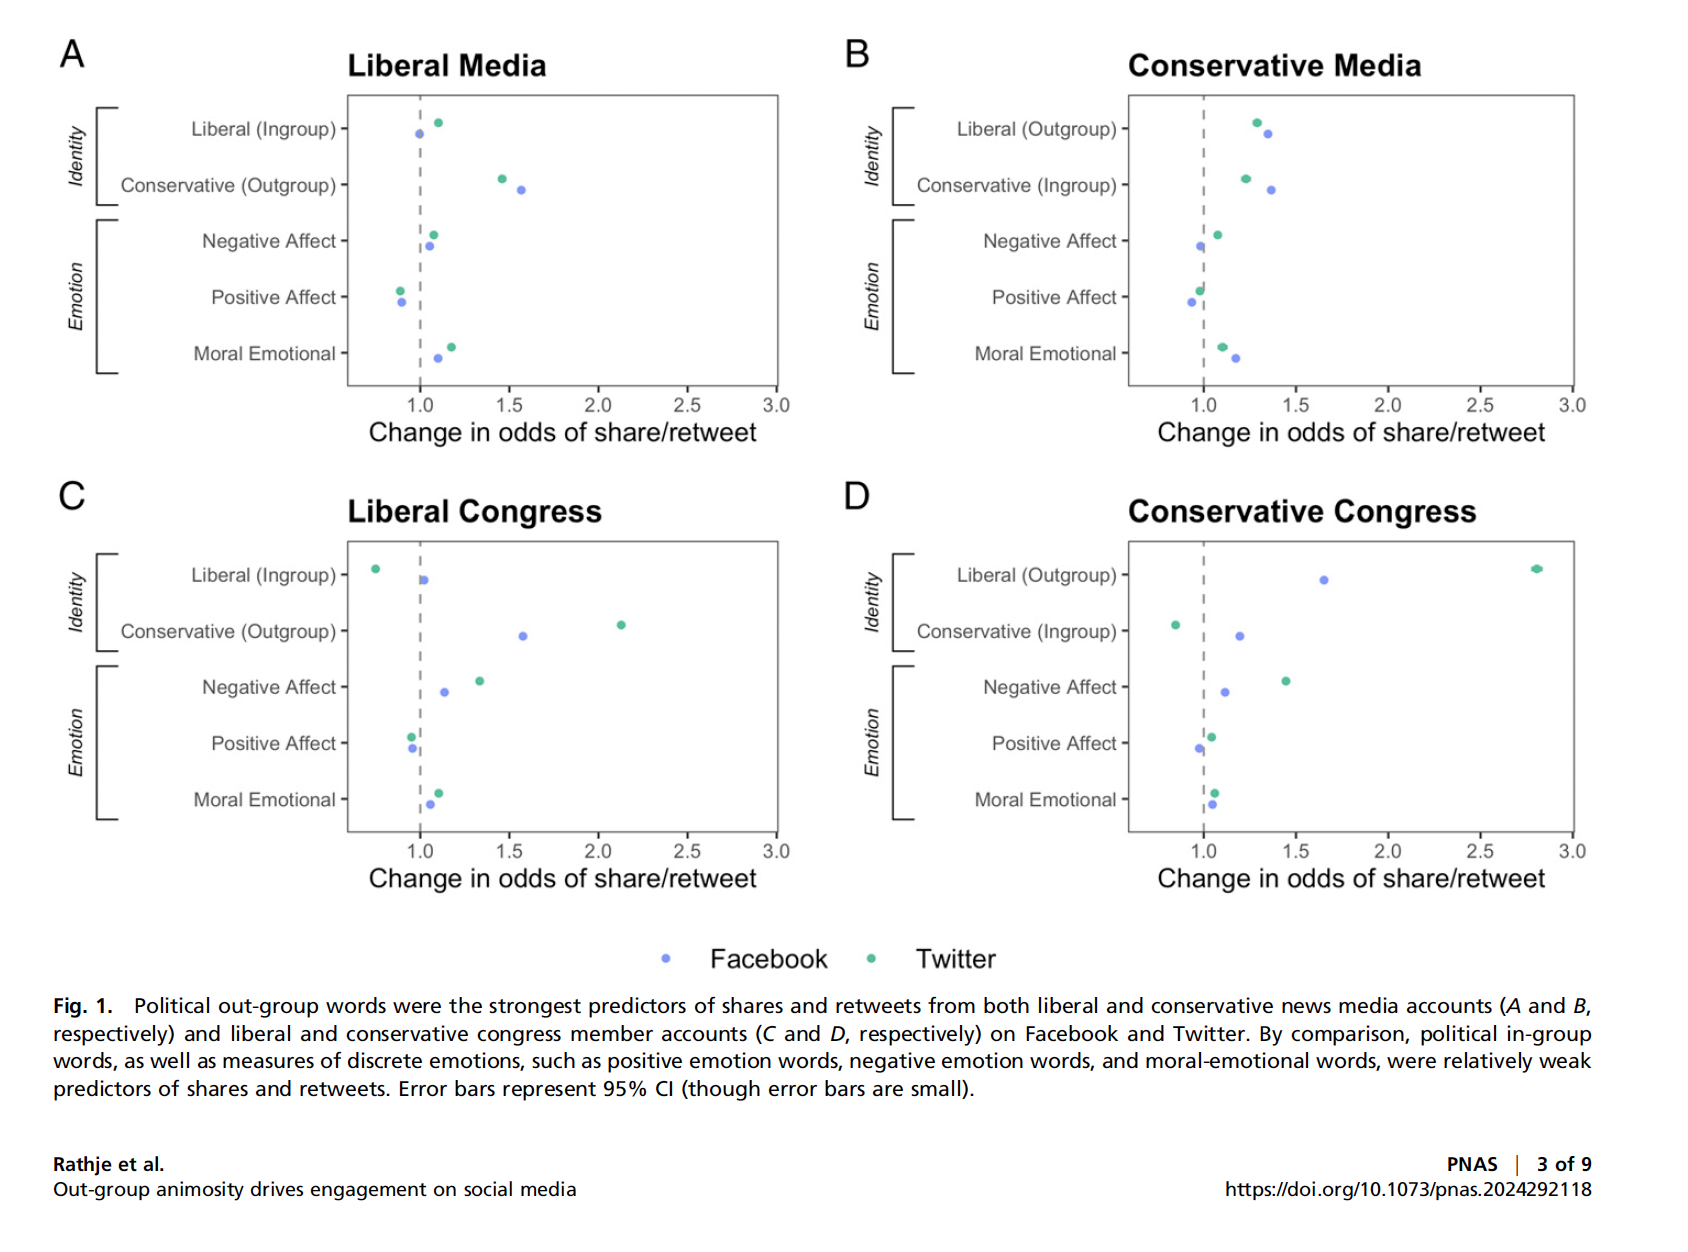 A
Liberal Media
Identity
Liberal (Ingroup)
Conservative (Outgroup)
Emotion
Negative Affect
Positive Affect
Moral Emotional
1.0 1.5 2.0 2.5 3.0
Change in odds of share/retweet
B
Conservative Media
Identity
Liberal (Outgroup)
Conservative (Ingroup)
Emotion
Negative Affect
Positive Affect
Moral Emotional
1.0 1.5 2.0 2.5 3.0
Change in odds of share/retweet
C
Liberal Congress
Identity
Liberal (Ingroup)
Conservative (Outgroup)
Emotion
Negative Affect
Positive Affect
Moral Emotional
1.0 1.5 2.0 2.5 3.0
Change in odds of share/retweet
D
Conservative Congress
Identity
Liberal (Outgroup)
Conservative (Ingroup)
Emotion
Negative Affect
Positive Affect
Moral Emotional
1.0 1.5 2.0 2.5 3.0
Change in odds of share/retweet
Facebook Twitter
Fig. 1. Political out-group words were the strongest predictors of shares and retweets from both liberal and conservative news media accounts (A and B,
respectively) and liberal and conservative congress member accounts (C and D, respectively) on Facebook and Twitter. By comparison, political in-group
words, as well as measures of discrete emotions, such as positive emotion words, negative emotion words, and moral-emotional words, were relatively weak
predictors of shares and retweets. Error bars represent 95% CI (though error bars are small).
Rathje et al.
Out-group animosity drives engagement on social media
PNAS | 3 of 9
https://doi.org/10.1073/pnas.2024292118